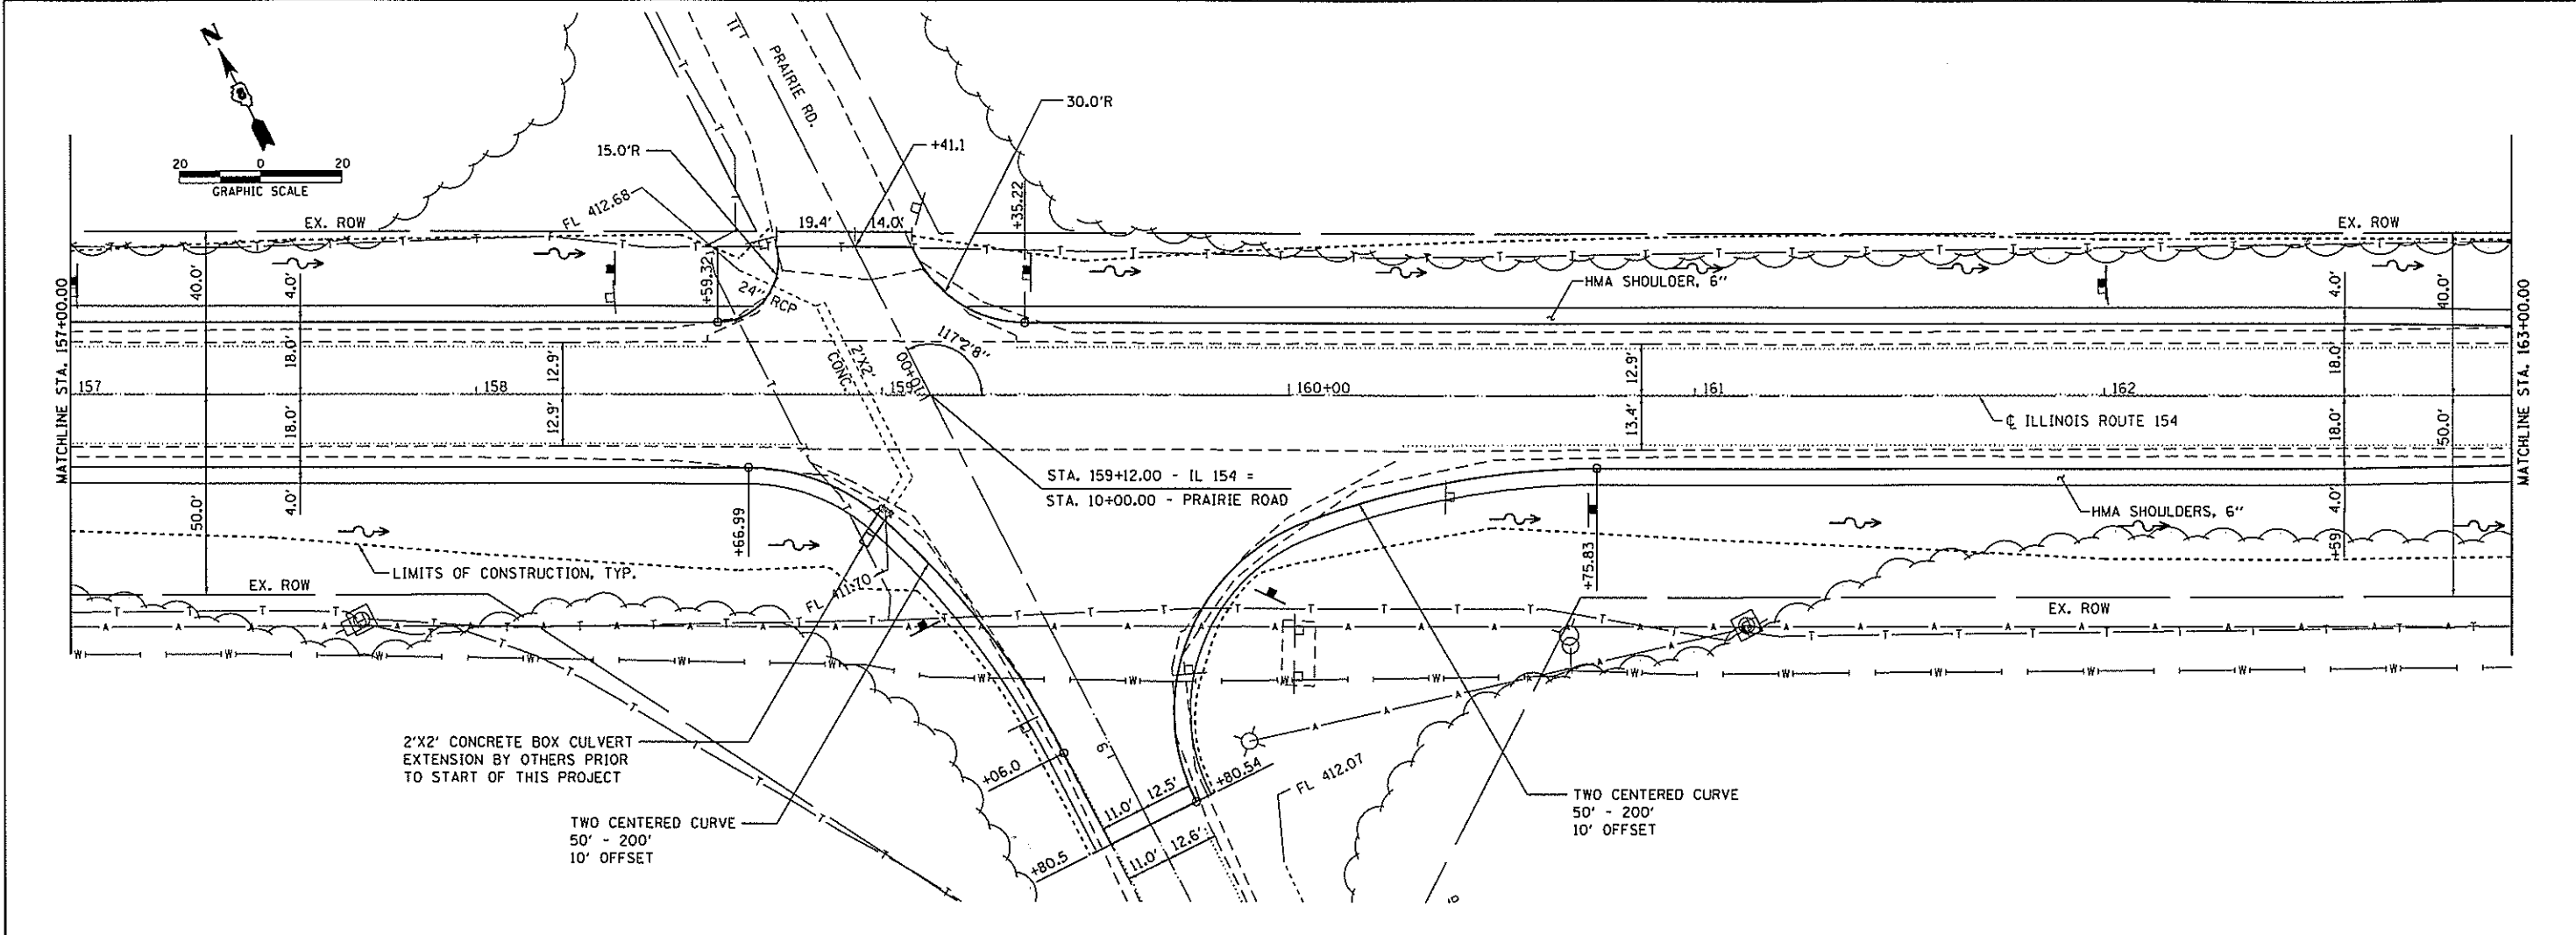 N
20 0 20
GRAPHIC SCALE
11
PRAIRIE RD.
30.0'R
15.0'R
+41.1
FL 412.68
+35.22
19.4' 14.0'
EX. ROW
EX. ROW
MATCHLINE STA. 157+00.00
40.0'
4.0'
+59.32
24" RCP
HMA SHOULDER, 6"
4.0'
40.0'
MATCHLINE STA. 163+00.00
18.0'
12.9'
2'X2'
CONC.
10+00
117°2'8"
12.9'
18.0'
157
158
159
160+00
161
162
18.0'
12.9'
13.4'
℄ ILLINOIS ROUTE 154
18.0'
50.0'
STA. 159+12.00 - IL 154 =
STA. 10+00.00 - PRAIRIE ROAD
50.0'
4.0'
+66.99
HMA SHOULDERS, 6"
4.0'
+59
+75.83
LIMITS OF CONSTRUCTION, TYP.
EX. ROW
FL 411.70
EX. ROW
2'X2' CONCRETE BOX CULVERT
EXTENSION BY OTHERS PRIOR
TO START OF THIS PROJECT
+06.0
9
11.0' 12.5'
+80.54
FL 412.07
TWO CENTERED CURVE
50' - 200'
10' OFFSET
TWO CENTERED CURVE
50' - 200'
10' OFFSET
+80.5
11.0' 12.6'